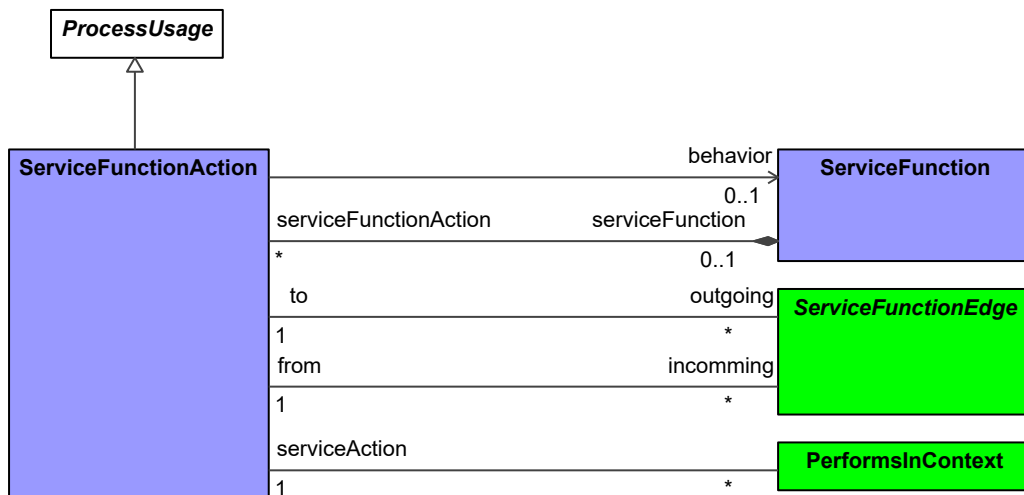 ProcessUsage
ServiceFunctionAction
behavior
ServiceFunction
0..1
serviceFunctionAction
serviceFunction
*
0..1
to
outgoing
ServiceFunctionEdge
1
*
from
incomming
1
*
serviceAction
PerformsInContext
1
*